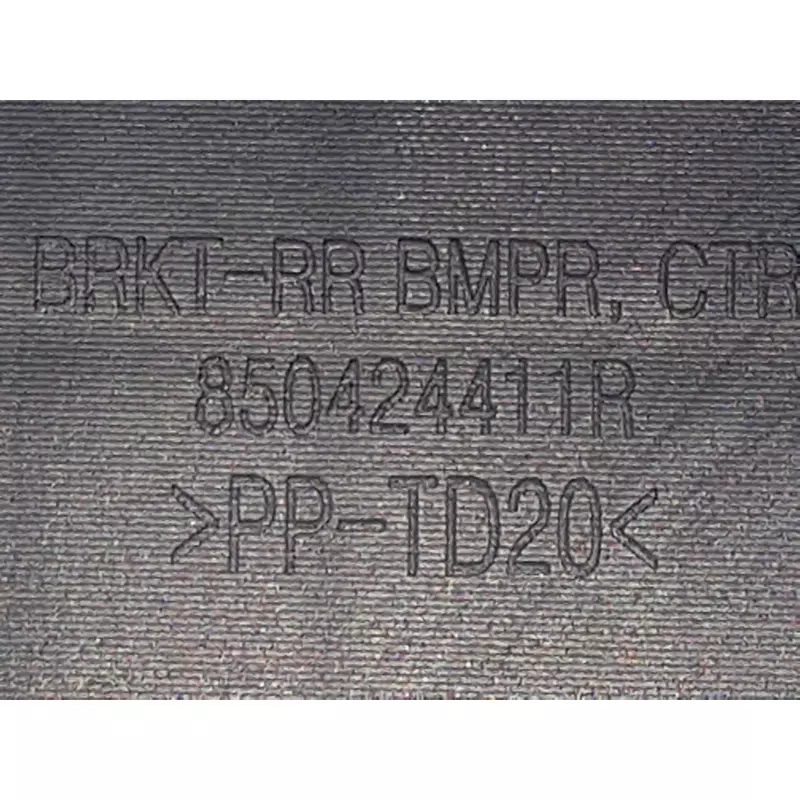 BRKT-RR BMPR, CTR
850424411R
>PP-TD20<